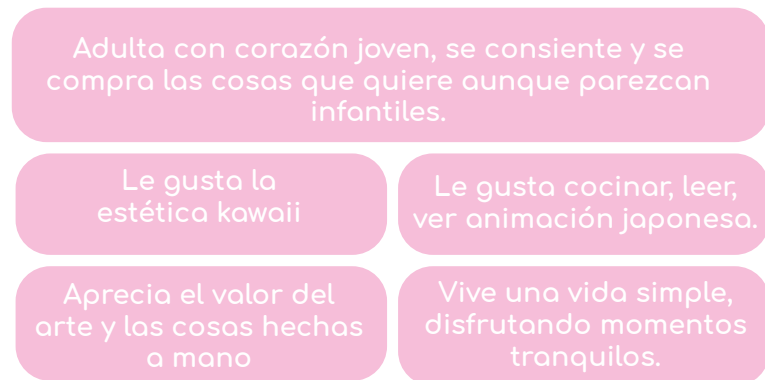 Adulta con corazón joven, se consiente y se
compra las cosas que quiere aunque parezcan
infantiles.
Le gusta la
estética kawaii
Le gusta cocinar, leer,
ver animación japonesa.
Aprecia el valor del
arte y las cosas hechas
a mano
Vive una vida simple,
disfrutando momentos
tranquilos.